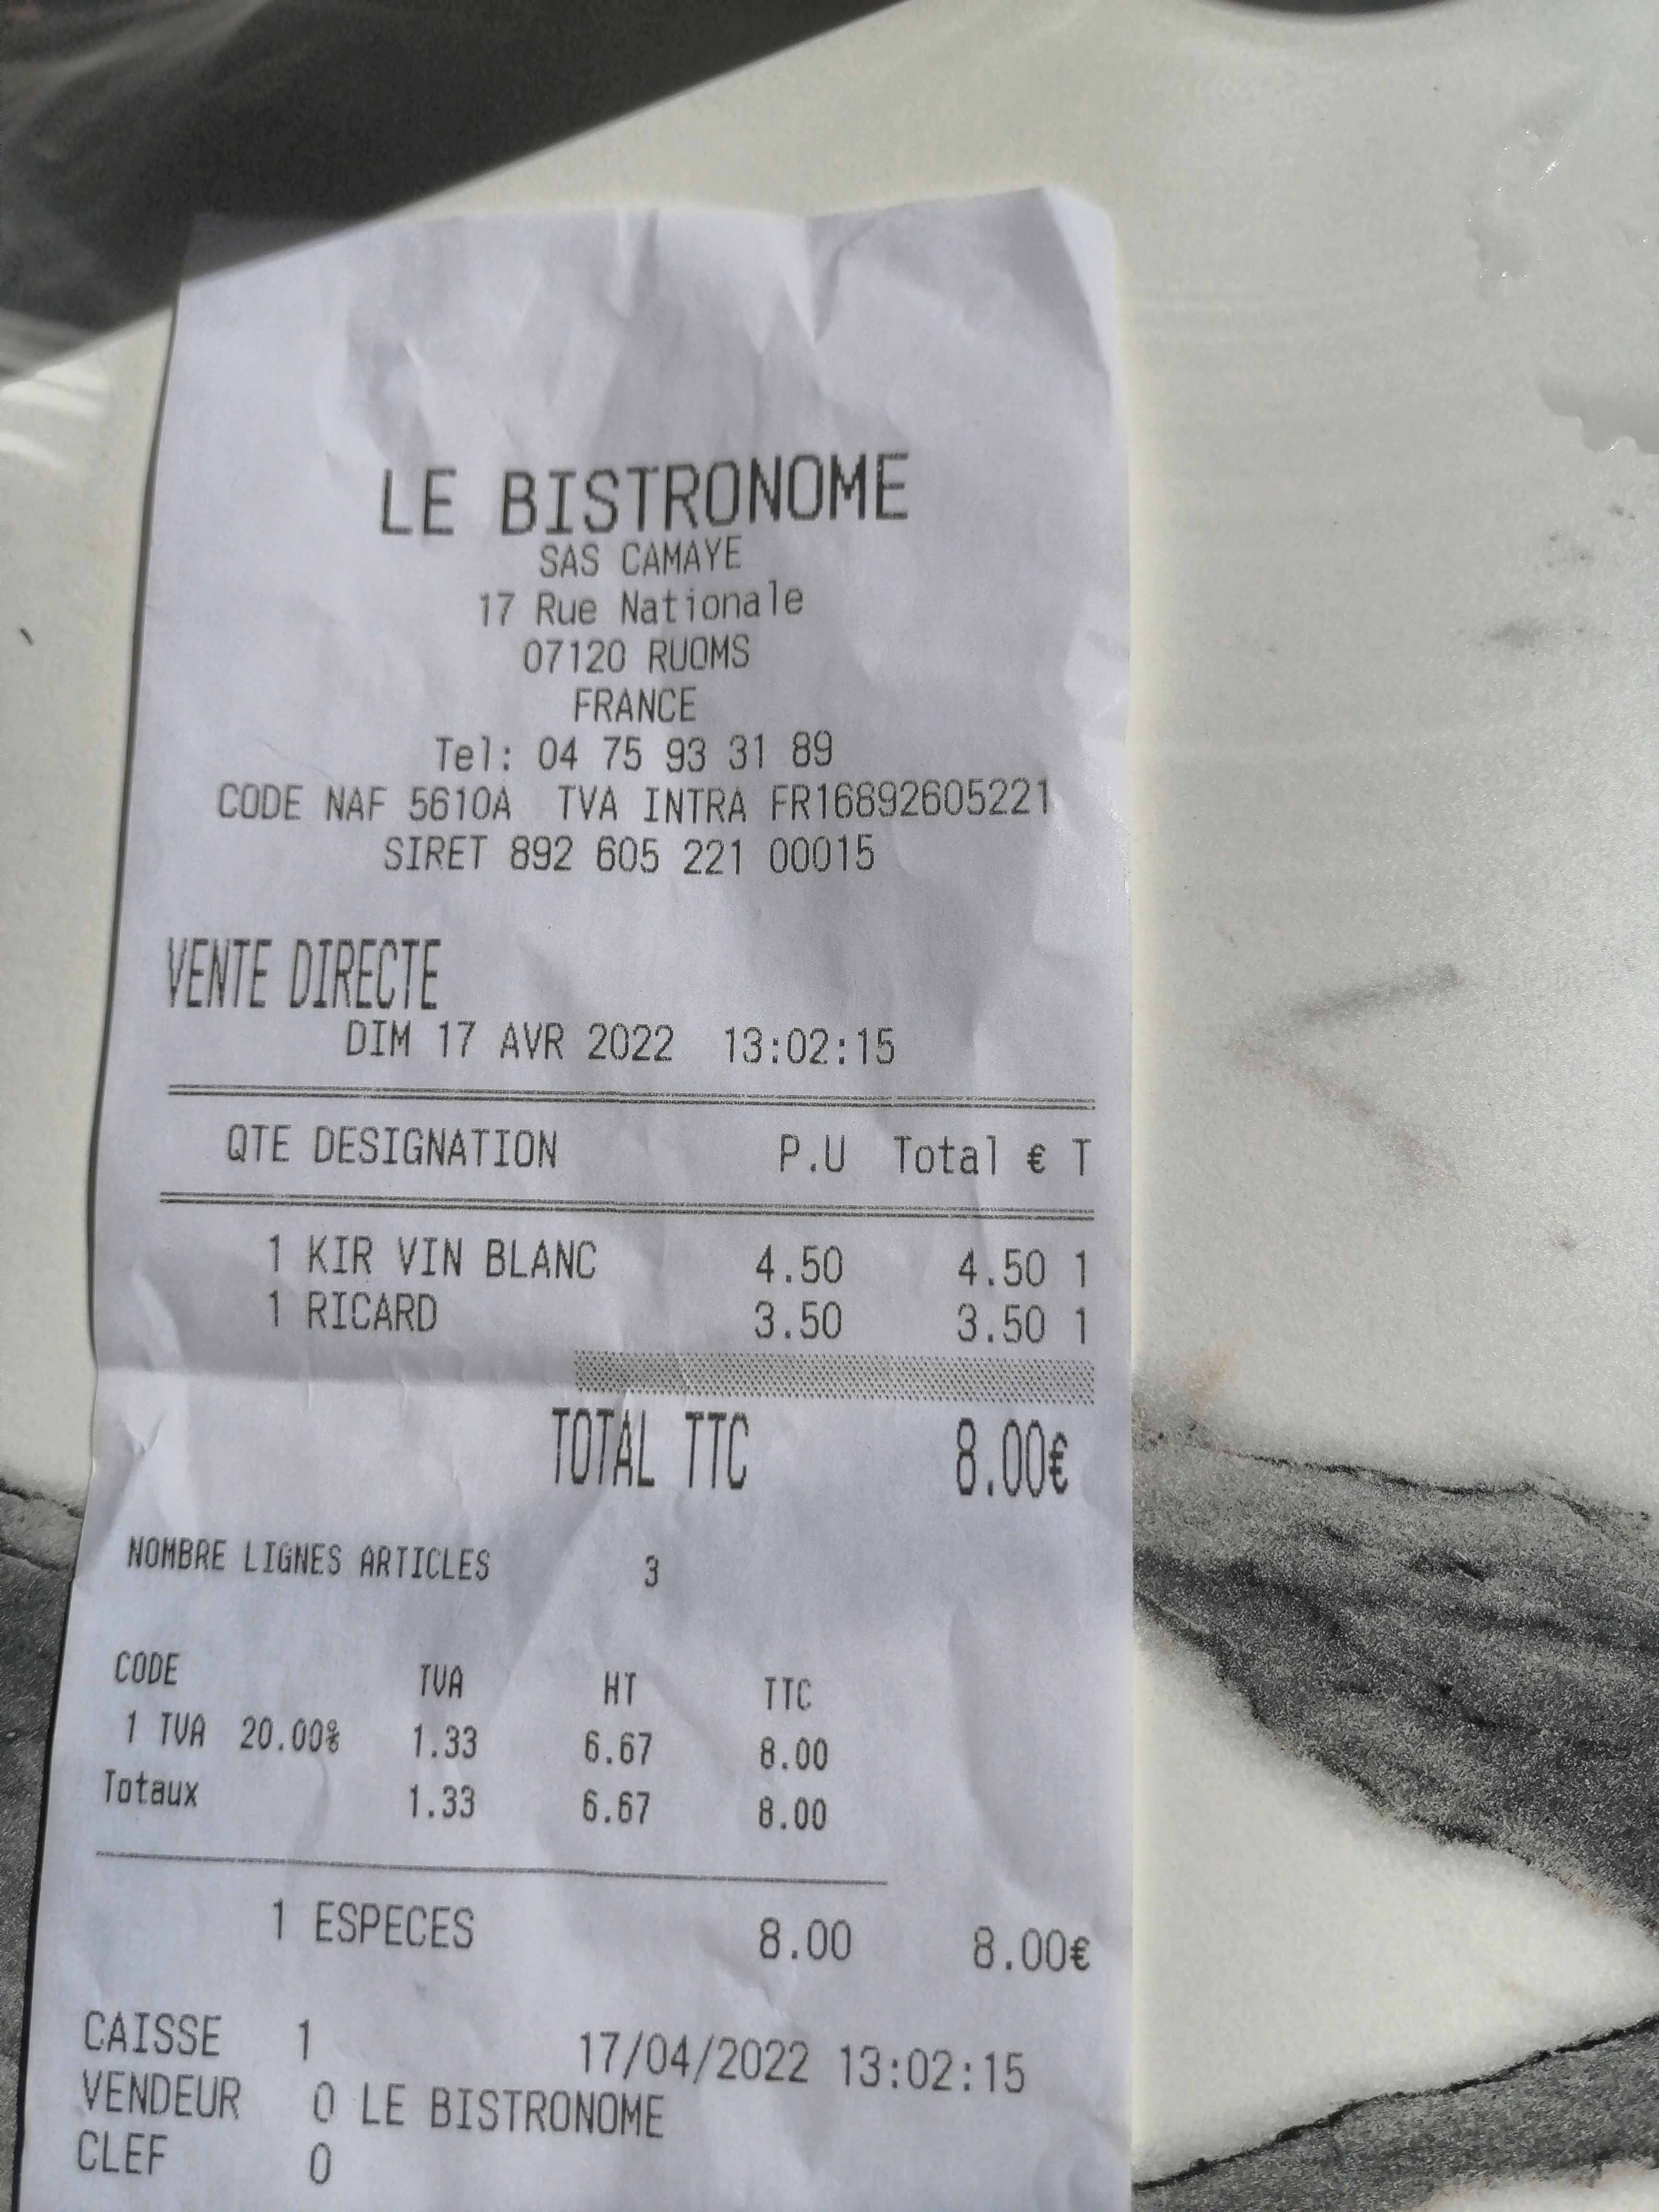 LE BISTRONOME
SAS CAMAYE
17 Rue Nationale
07120 RUOMS
FRANCE
Tel: 04 75 93 31 89
CODE NAF 5610A TVA INTRA FR16892605221
SIRET 892 605 221 00015
VENTE DIRECTE
DIM 17 AVR 2022 13:02:15
QTE DESIGNATION P.U Total € T
1 KIR VIN BLANC 4.50 4.50 1
1 RICARD 3.50 3.50 1
TOTAL TTC 8.00€
NOMBRE LIGNES ARTICLES 3
CODE TVA HT TTC
1 TVA 20.00% 1.33 6.67 8.00
Totaux 1.33 6.67 8.00
1 ESPECES 8.00 8.00€
CAISSE 1 17/04/2022 13:02:15
VENDEUR 0 LE BISTRONOME
CLEF 0